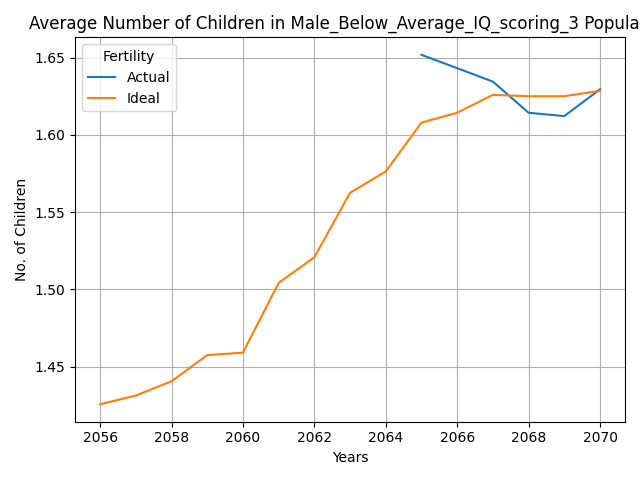 Average Number of Children in Male_Below_Average_IQ_scoring_3 Popula
1.65
1.60
1.55
1.50
1.45
No. of Children
Fertility
Actual
Ideal
2056 2058 2060 2062 2064 2066 2068 2070
Years